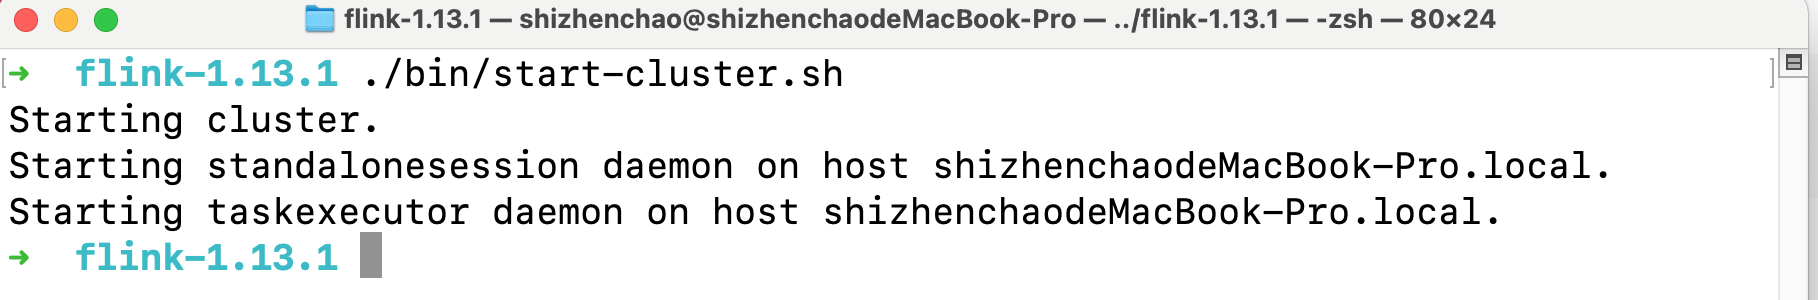 flink-1.13.1 — shizhenchao@shizhenchaodeMacBook-Pro — ../flink-1.13.1 — -zsh — 80×24
[➜  flink-1.13.1 ./bin/start-cluster.sh ]
Starting cluster.
Starting standalonesession daemon on host shizhenchaodeMacBook-Pro.local.
Starting taskexecutor daemon on host shizhenchaodeMacBook-Pro.local.
➜  flink-1.13.1